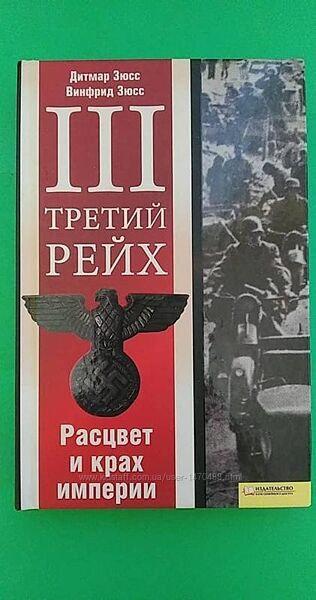 Дитмар Зюсс
Винфрид Зюсс
III
ТРЕТИЙ
РЕЙХ
Расцвет
и крах
империи
ИЗДАТЕЛЬСТВО